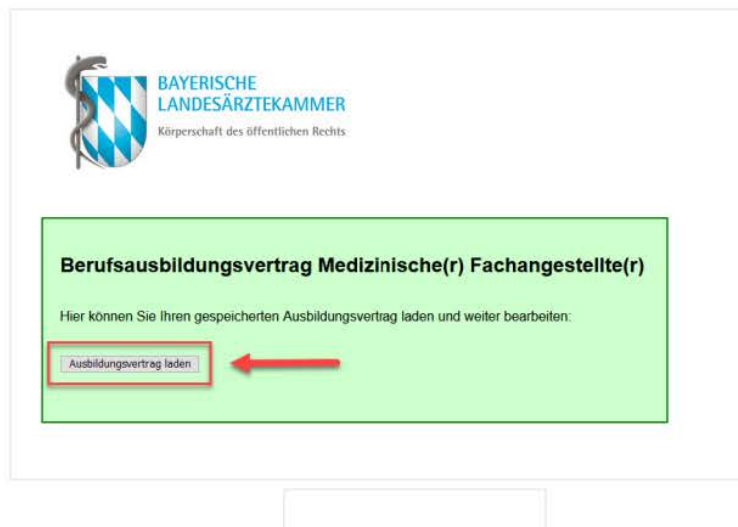 BAYERISCHE
LANDESÄRZTEKAMMER
Körperschaft des öffentlichen Rechts
Berufsausbildungsvertrag Medizinische(r) Fachangestellte(r)
Hier können Sie Ihren gespeicherten Ausbildungsvertrag laden und weiter bearbeiten:
Ausbildungsvertrag laden